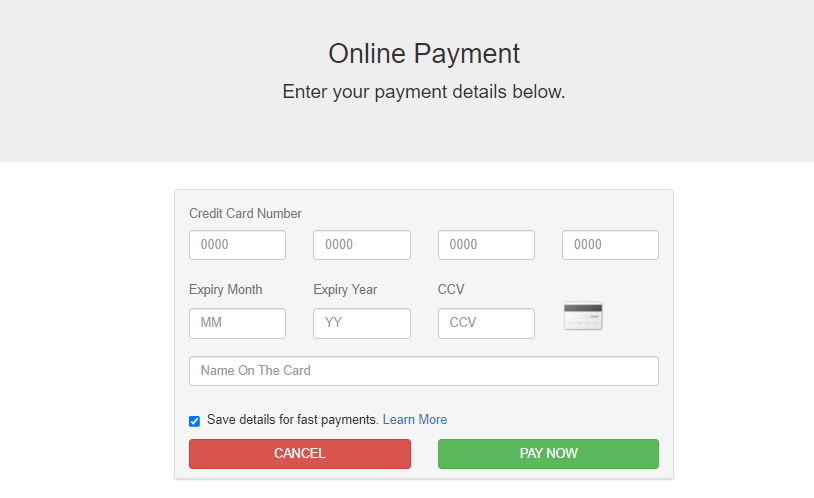 Online Payment
Enter your payment details below.
Credit Card Number
0000 0000 0000 0000
Expiry Month Expiry Year CCV
MM YY CCV
Name On The Card
Save details for fast payments. Learn More
CANCEL PAY NOW